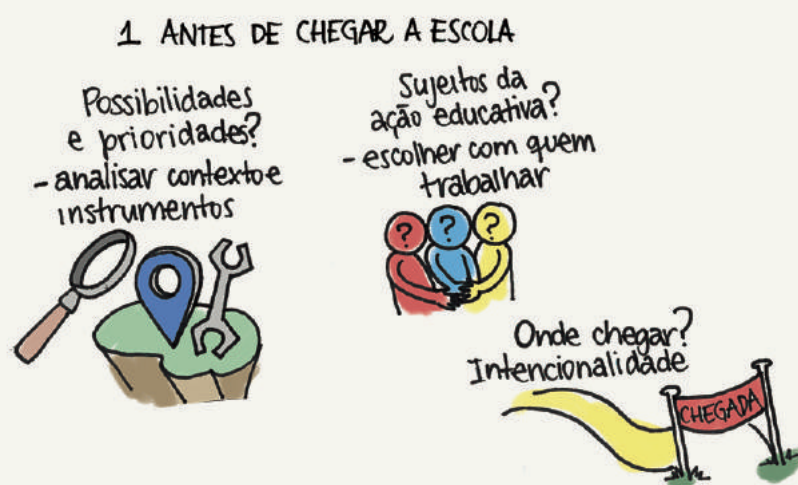 1 ANTES DE CHEGAR A ESCOLA
Possibilidades
e prioridades?
- analisar contexto e
instrumentos
Sujeitos da
ação educativa?
- escolher com quem
trabalhar
? ? ?
Onde chegar?
Intencionalidade
CHEGADA